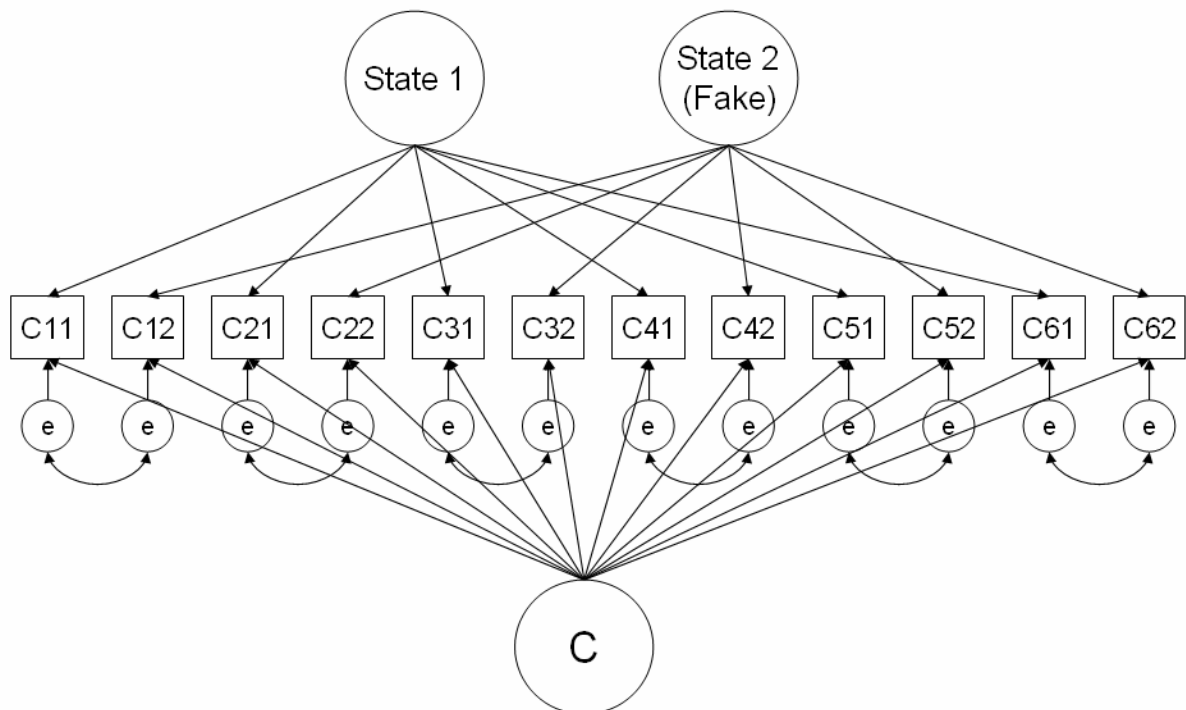 State 1
State 2
(Fake)
C11 C12 C21 C22 C31 C32 C41 C42 C51 C52 C61 C62
e e e e e e e e e e e e
C